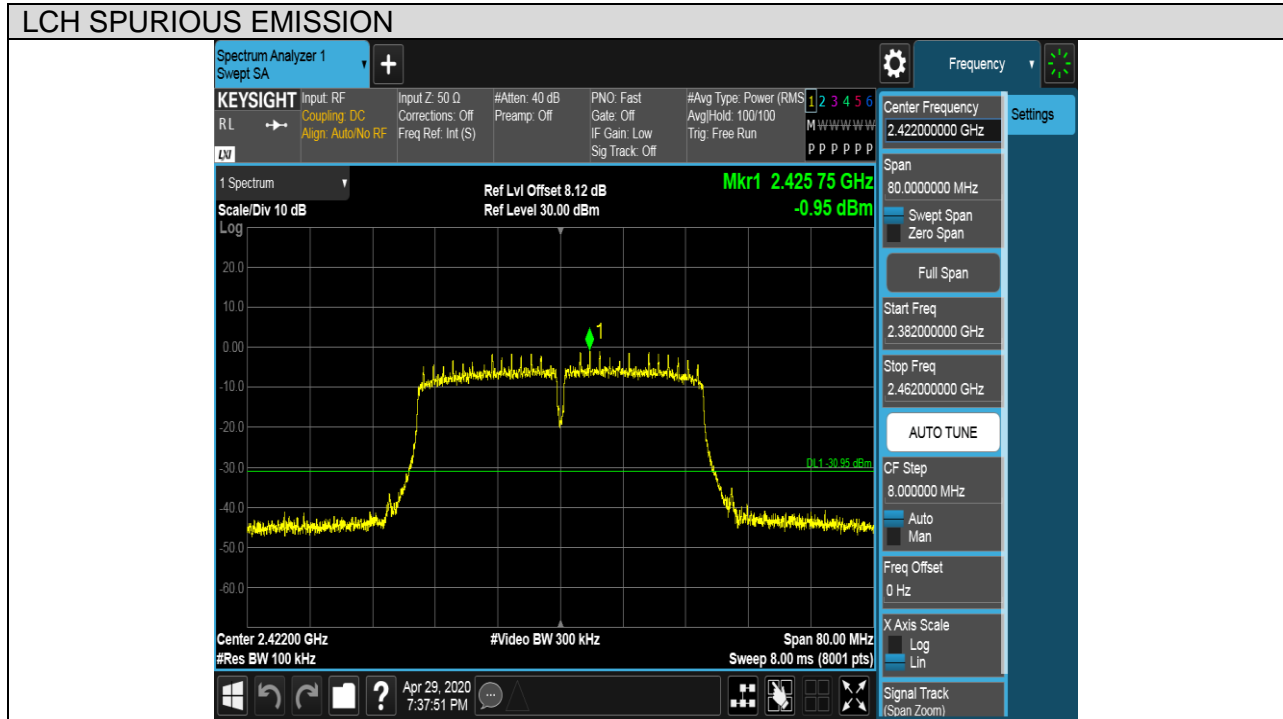 LCH SPURIOUS EMISSION
Spectrum Analyzer 1
Swept SA
+
Frequency
KEYSIGHT
RL
LXI
Input: RF
Coupling: DC
Align: Auto/No RF
Input Z: 50 Ω
Corrections: Off
Freq Ref: Int (S)
#Atten: 40 dB
Preamp: Off
PNO: Fast
Gate: Off
IF Gain: Low
Sig Track: Off
#Avg Type: Power (RMS
Avg|Hold: 100/100
Trig: Free Run
1 2 3 4 5 6
M W W W W W
P P P P P P
1 Spectrum
Scale/Div 10 dB
Ref Lvl Offset 8.12 dB
Ref Level 30.00 dBm
Mkr1 2.425 75 GHz
-0.95 dBm
Log
20.0
10.0
0.00
-10.0
-20.0
-30.0
-40.0
-50.0
-60.0
1
DL1 -30.95 dBm
Center 2.42200 GHz
#Res BW 100 kHz
#Video BW 300 kHz
Span 80.00 MHz
Sweep 8.00 ms (8001 pts)
Center Frequency
2.422000000 GHz
Settings
Span
80.0000000 MHz
Swept Span
Zero Span
Full Span
Start Freq
2.382000000 GHz
Stop Freq
2.462000000 GHz
AUTO TUNE
CF Step
8.000000 MHz
Auto
Man
Freq Offset
0 Hz
X Axis Scale
Log
Lin
Signal Track
(Span Zoom)
?
Apr 29, 2020
7:37:51 PM